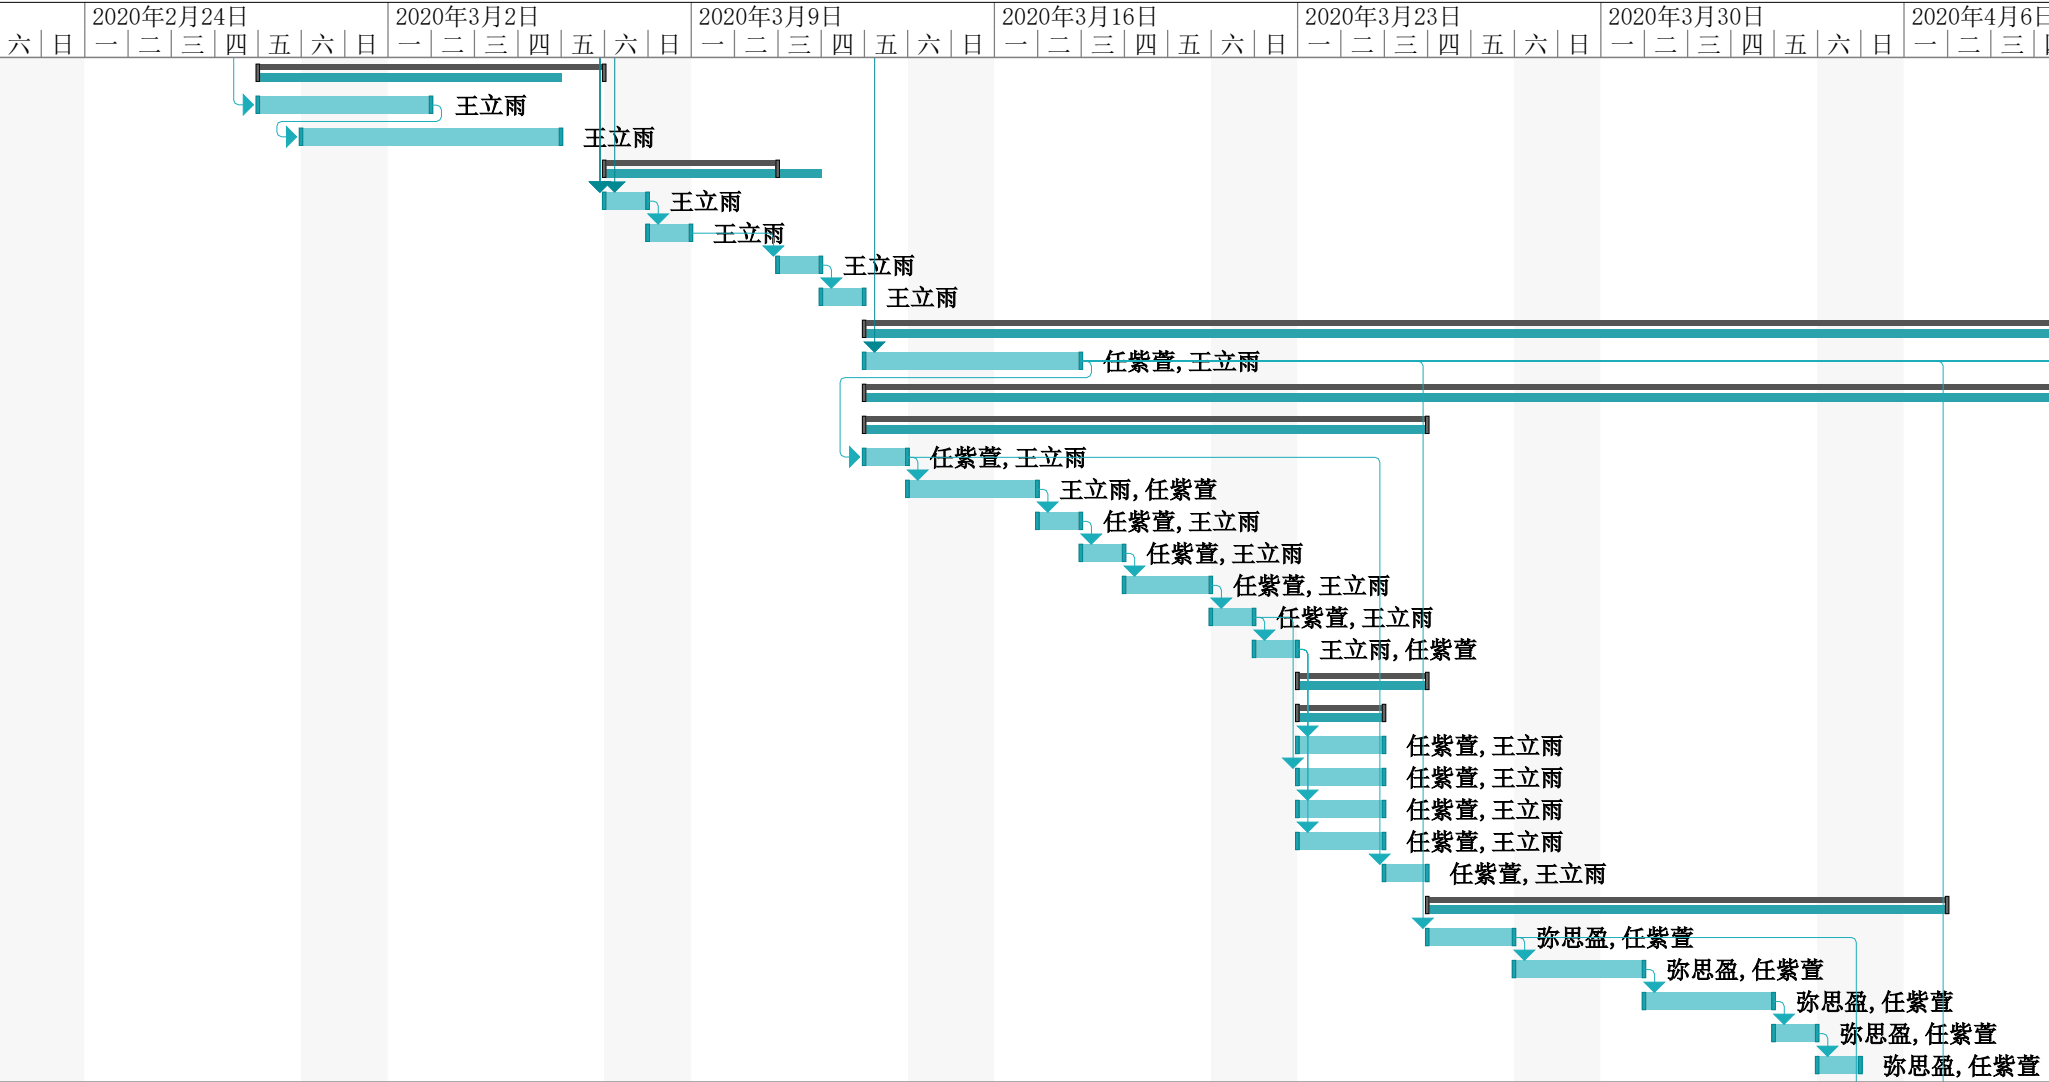 2020年2月24日 2020年3月2日 2020年3月9日 2020年3月16日 2020年3月23日 2020年3月30日 2020年4月6日
六 日 一 二 三 四 五 六 日 一 二 三 四 五 六 日 一 二 三 四 五 六 日 一 二 三 四 五 六 日 一 二 三 四 五 六 日 一 二 三 四 五 六 日 一 二 三
王立雨
王立雨
王立雨
王立雨
王立雨
王立雨
任紫萱, 王立雨
任紫萱, 王立雨
王立雨, 任紫萱
任紫萱, 王立雨
任紫萱, 王立雨
任紫萱, 王立雨
任紫萱, 王立雨
王立雨, 任紫萱
任紫萱, 王立雨
任紫萱, 王立雨
任紫萱, 王立雨
任紫萱, 王立雨
任紫萱, 王立雨
弥思盈, 任紫萱
弥思盈, 任紫萱
弥思盈, 任紫萱
弥思盈, 任紫萱
弥思盈, 任紫萱